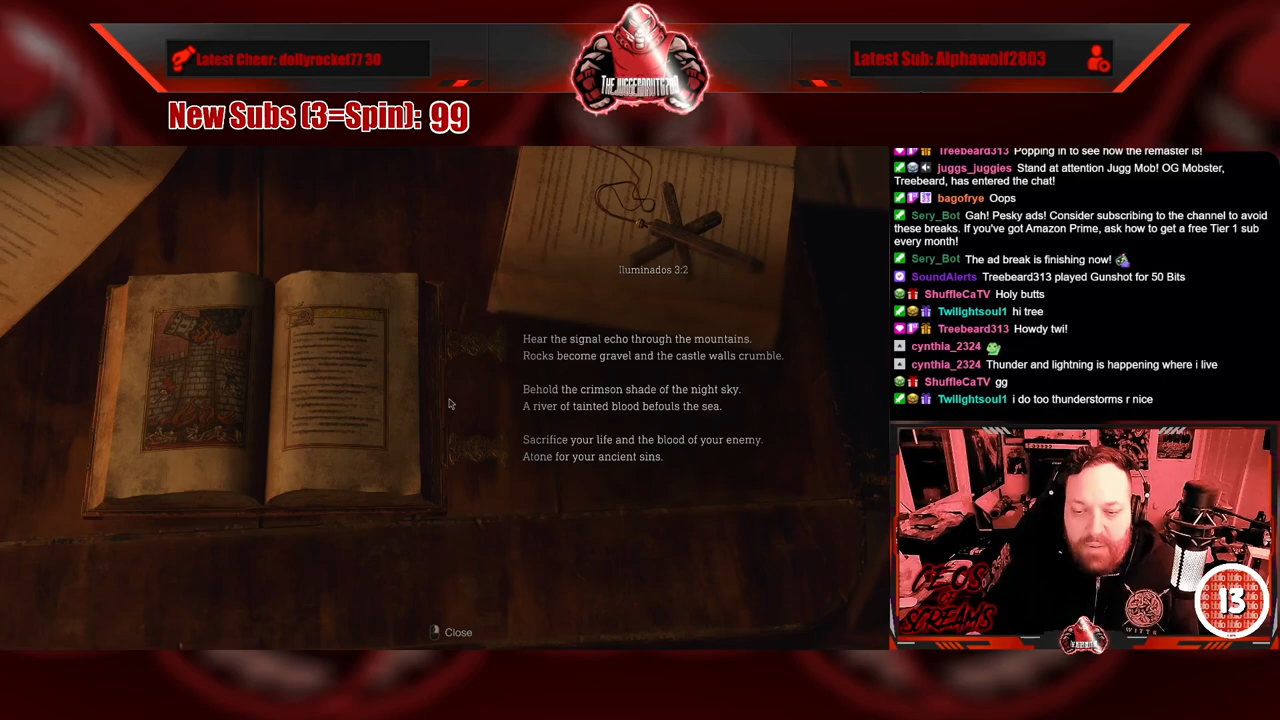 Latest Cheer: dollyrocket77 30
THEJUGGERNAUT6789
Latest Sub: Alphawolf2803
New Subs (3=Spin): 99
Iluminados 3:2
Hear the signal echo through the mountains.
Rocks become gravel and the castle walls crumble.
Behold the crimson shade of the night sky.
A river of tainted blood befouls the sea.
Sacrifice your life and the blood of your enemy.
Atone for your ancient sins.
Close
Treebeard313 Popping in to see how the remaster is!
juggs_juggies Stand at attention Jugg Mob! OG Mobster,
Treebeard, has entered the chat!
bagofrye Oops
Sery_Bot Gah! Pesky ads! Consider subscribing to the channel to avoid
these breaks. If you've got Amazon Prime, ask how to get a free Tier 1 sub
every month!
Sery_Bot The ad break is finishing now!
SoundAlerts Treebeard313 played Gunshot for 50 Bits
ShuffleCaTV Holy butts
Twilightsoul1 hi tree
Treebeard313 Howdy twi!
cynthia_2324
cynthia_2324 Thunder and lightning is happening where i live
ShuffleCaTV gg
Twilightsoul1 i do too thunderstorms r nice
SCREAMS
13